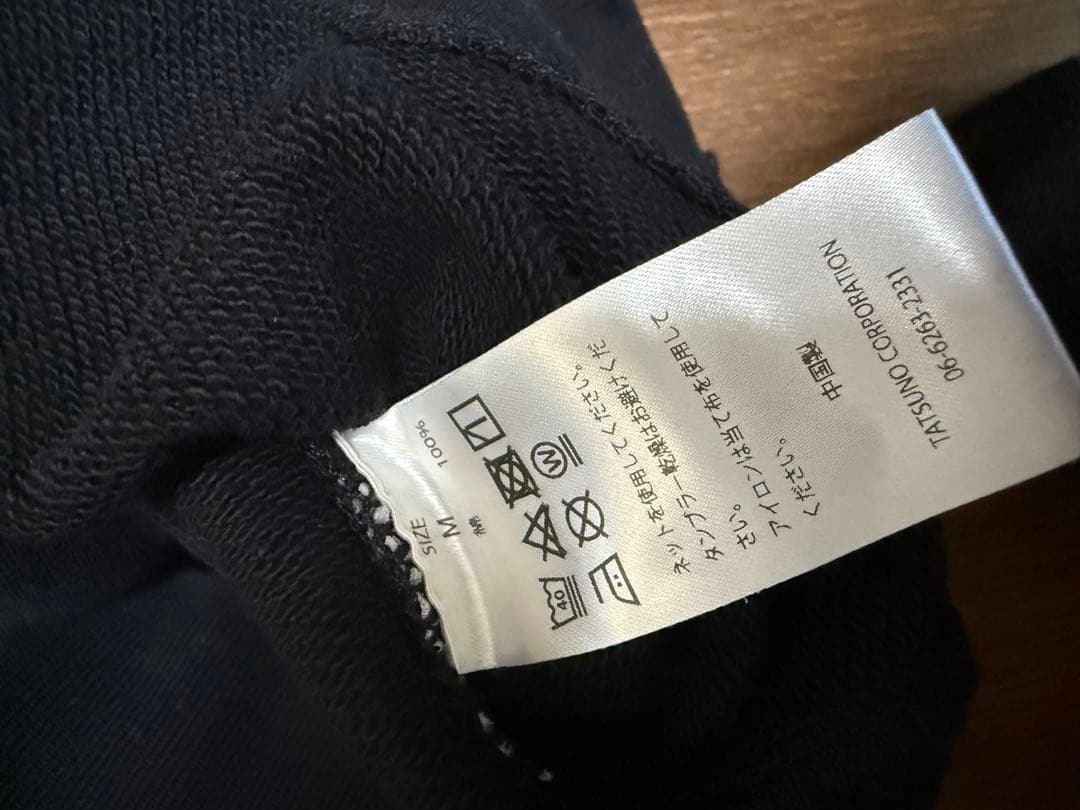 SIZE
M
綿 100%
40
W
ネットを使用してください。
タンブラー乾燥はお避けくだ
さい。
アイロンは当て布を使用して
ください。
中国製
TATSUNO CORPORATION
06-6263-2331